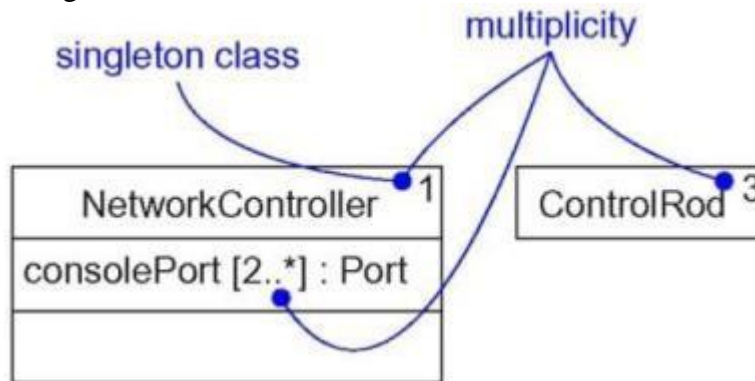 multiplicity
singleton class
1
3
NetworkController
ControlRod
consolePort [2..*] : Port